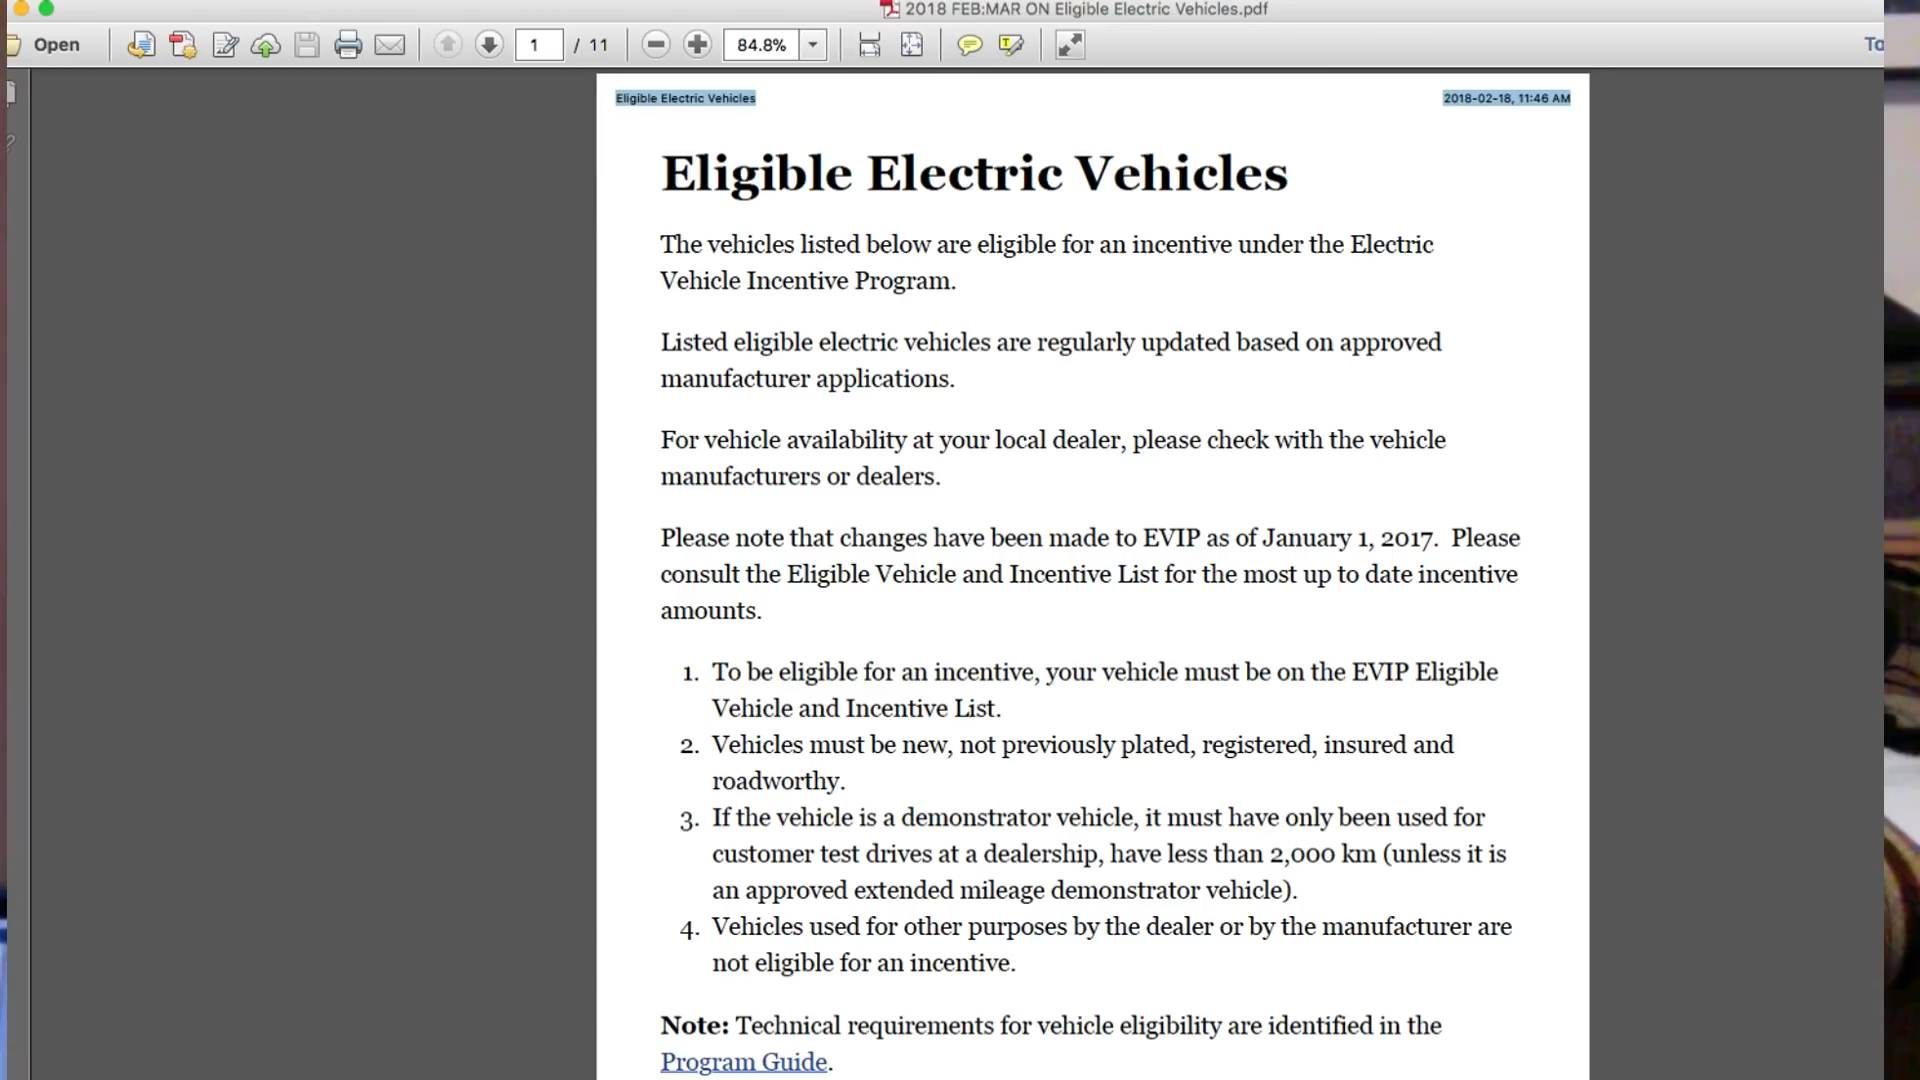 2018 FEB:MAR ON Eligible Electric Vehicles.pdf
Open
1 / 11
84.8%
T
To
Eligible Electric Vehicles
2018-02-18, 11:46 AM
Eligible Electric Vehicles
The vehicles listed below are eligible for an incentive under the Electric
Vehicle Incentive Program.
Listed eligible electric vehicles are regularly updated based on approved
manufacturer applications.
For vehicle availability at your local dealer, please check with the vehicle
manufacturers or dealers.
Please note that changes have been made to EVIP as of January 1, 2017. Please
consult the Eligible Vehicle and Incentive List for the most up to date incentive
amounts.
1. To be eligible for an incentive, your vehicle must be on the EVIP Eligible
Vehicle and Incentive List.
2. Vehicles must be new, not previously plated, registered, insured and
roadworthy.
3. If the vehicle is a demonstrator vehicle, it must have only been used for
customer test drives at a dealership, have less than 2,000 km (unless it is
an approved extended mileage demonstrator vehicle).
4. Vehicles used for other purposes by the dealer or by the manufacturer are
not eligible for an incentive.
Note: Technical requirements for vehicle eligibility are identified in the
Program Guide.